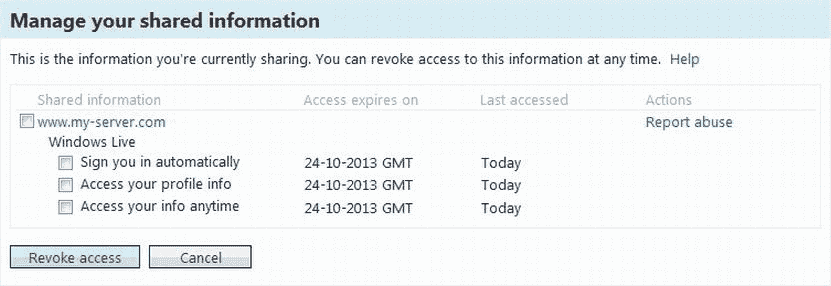 Manage your shared information
This is the information you're currently sharing. You can revoke access to this information at any time. Help
Shared information Access expires on Last accessed Actions
www.my-server.com Report abuse
Windows Live
Sign you in automatically 24-10-2013 GMT Today
Access your profile info 24-10-2013 GMT Today
Access your info anytime 24-10-2013 GMT Today
Revoke access Cancel